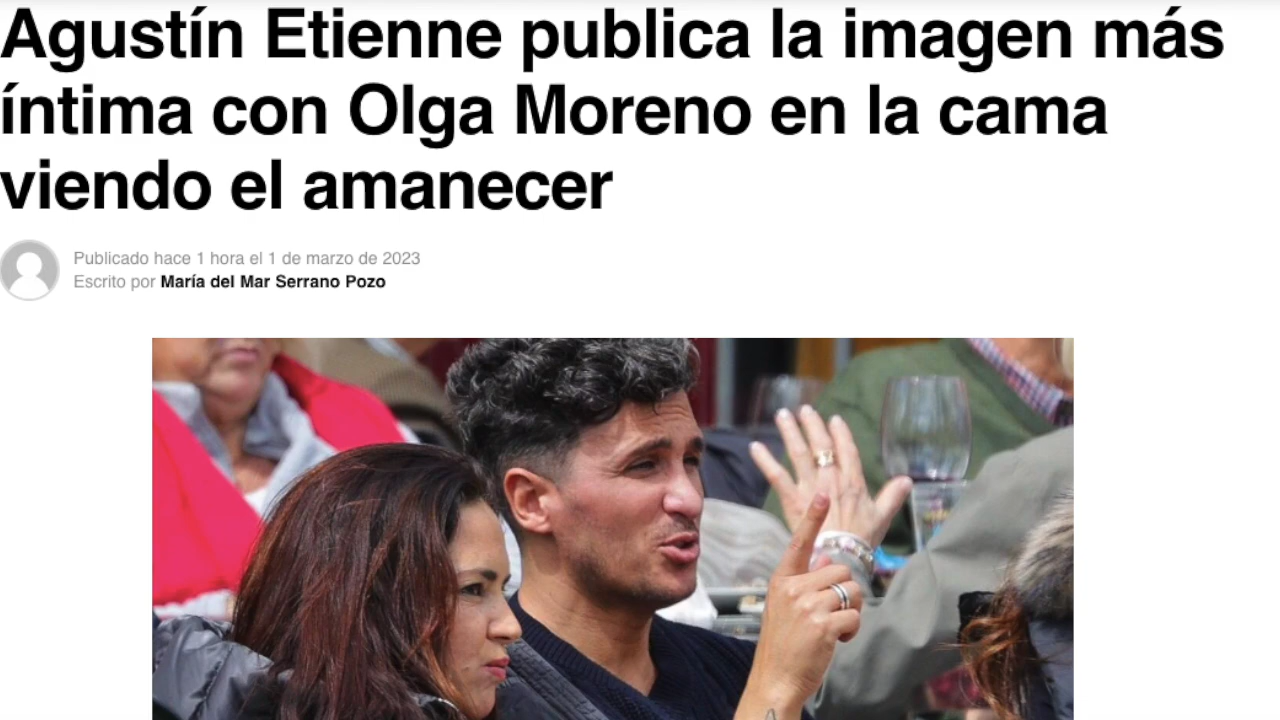 Agustín Etienne publica la imagen más
íntima con Olga Moreno en la cama
viendo el amanecer
Publicado hace 1 hora el 1 de marzo de 2023
Escrito por María del Mar Serrano Pozo